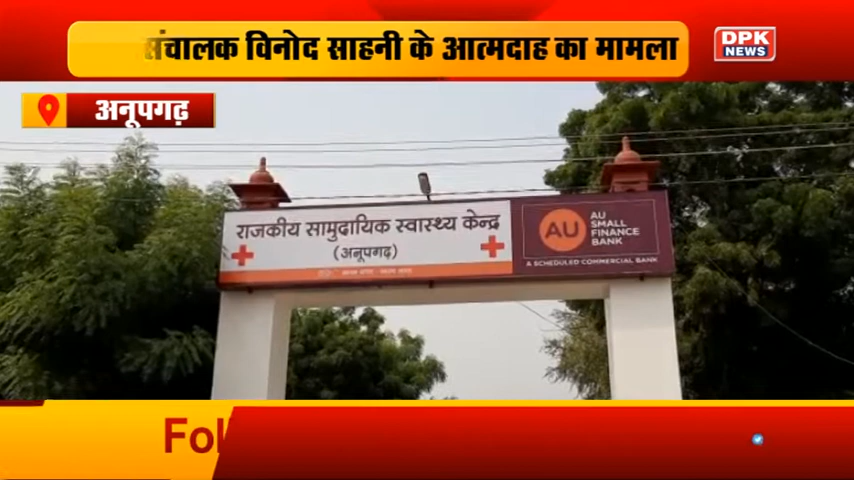 संचालक विनोद साहनी के आत्मदाह का मामला
DPK
NEWS
अनूपगढ़
राजकीय सामुदायिक स्वास्थ्य केन्द्र
(अनूपगढ़)
AU
AU
SMALL
FINANCE
BANK
A SCHEDULED COMMERCIAL BANK
Fol